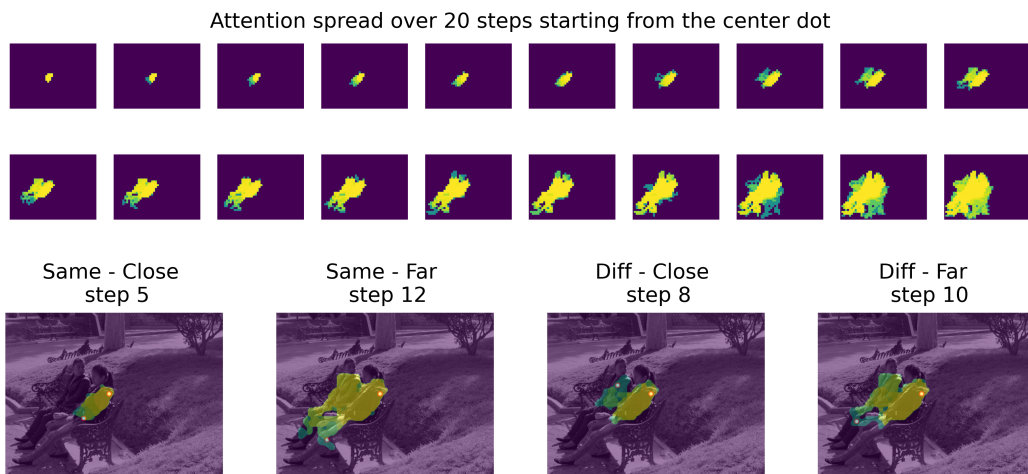 Attention spread over 20 steps starting from the center dot
Same - Close
step 5
Same - Far
step 12
Diff - Close
step 8
Diff - Far
step 10